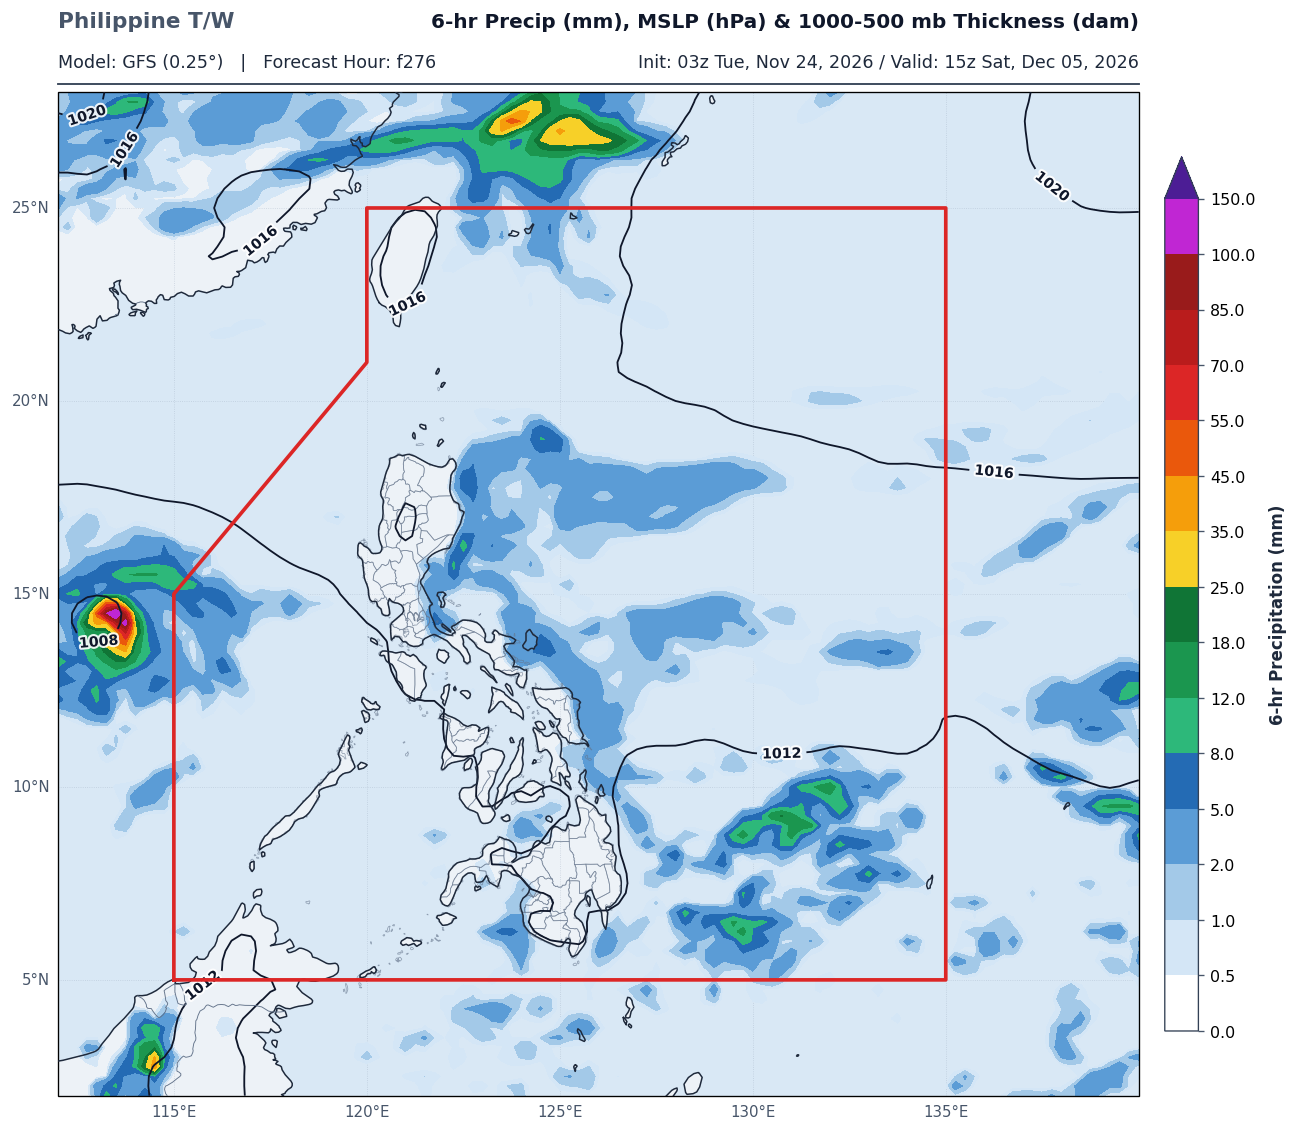 Philippine T/W
6-hr Precip (mm), MSLP (hPa) & 1000-500 mb Thickness (dam)
Model: GFS (0.25°) | Forecast Hour: f276
Init: 03z Tue, Nov 24, 2026 / Valid: 15z Sat, Dec 05, 2026
1020
1016
1020
1016
1016
1016
1008
1012
1012
25°N
20°N
15°N
10°N
5°N
115°E
120°E
125°E
130°E
135°E
150.0
100.0
85.0
70.0
55.0
45.0
35.0
25.0
18.0
12.0
8.0
5.0
2.0
1.0
0.5
0.0
6-hr Precipitation (mm)